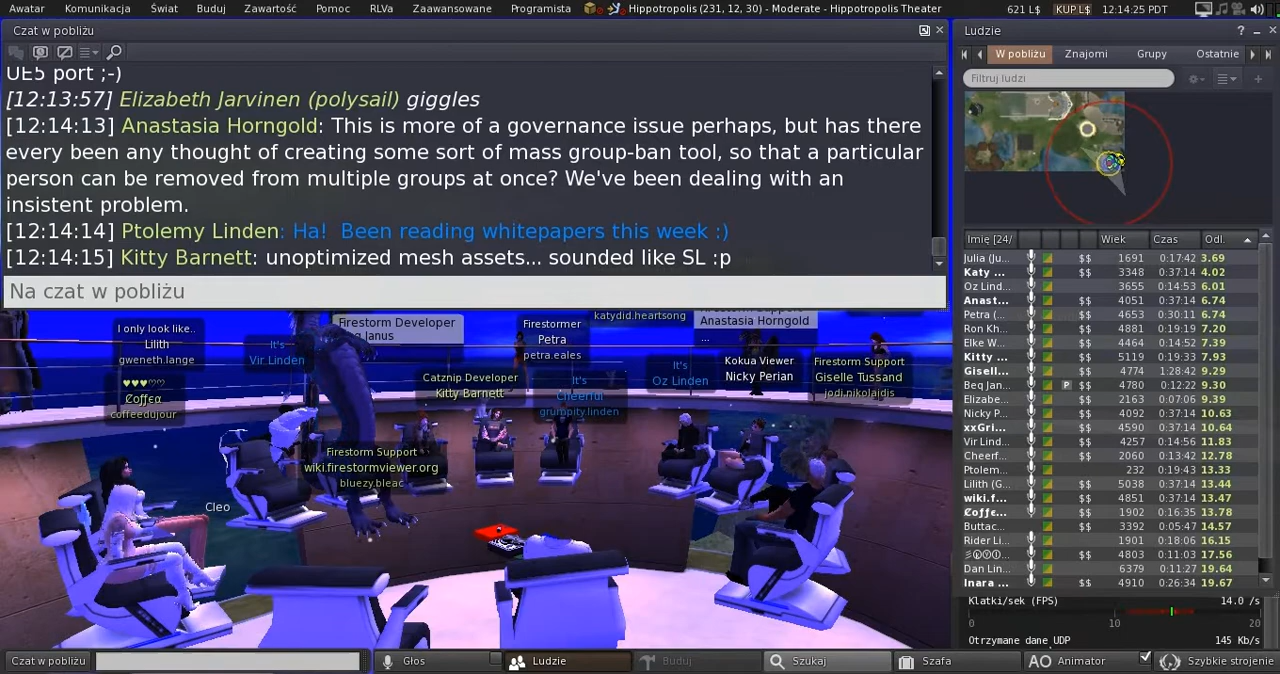 Awatar Komunikacja Świat Buduj Zawartość Pomoc RLVa Zaawansowane Programista Hippotropolis (231, 12, 30) - Moderate - Hippotropolis Theater 621 L$ KUP L$ 12:14:25 PDT
Czat w pobliżu
UE5 port ;-)
[12:13:57] Elizabeth Jarvinen (polysail) giggles
[12:14:13] Anastasia Horngold: This is more of a governance issue perhaps, but has there
every been any thought of creating some sort of mass group-ban tool, so that a particular
person can be removed from multiple groups at once? We've been dealing with an
insistent problem.
[12:14:14] Ptolemy Linden: Ha! Been reading whitepapers this week :)
[12:14:15] Kitty Barnett: unoptimized mesh assets... sounded like SL :p
Na czat w pobliżu
I only look like..
Lilith
gweneth.lange
♥♥♥♡♡
Ȼσffєα
coffeedujour
It's
Vir Linden
Firestorm Developer
Janus
Catznip Developer
Kitty Barnett
Firestormer
Petra
petra.eales
It's
Cheerful
grumpity.linden
katydid.heartsong
It's
Oz Linden
Anastasia Horngold
...
Kokua Viewer
Nicky Perian
Firestorm Support
Giselle Tussand
jodi.nikolaidis
Firestorm Support
wiki.firestormviewer.org
bluezy.bleac
Cleo
Ludzie
W pobliżu Znajomi Grupy Ostatnie
Filtruj ludzi
Imię [24/ Wiek Czas Odl.
Julia (Ju... $$ 1691 0:17:42 3.69
Katy ... $$ 3348 0:37:14 4.02
Oz Lind... 3655 0:14:53 6.01
Anast... $$ 4051 0:37:14 6.74
Petra (... $$ 4653 0:30:11 6.74
Ron Kh... $$ 4881 0:19:19 7.20
Elke W... $$ 4464 0:14:52 7.39
Kitty ... $$ 5119 0:19:33 7.93
Gisell... $$ 4774 1:28:42 9.29
Beq Jan... P $$ 4780 0:12:22 9.30
Elizabe... $$ 2163 0:07:06 9.39
Nicky P... $$ 4092 0:37:14 10.63
xxGri... $$ 4590 0:37:14 10.64
Vir Lind... $$ 4257 0:14:56 11.83
Cheerf... $$ 2060 0:13:42 12.78
Ptolem... 232 0:19:43 13.33
Lilith (G... $$ 5038 0:37:14 13.44
wiki.f... $$ 4851 0:37:14 13.47
Ȼσffє... $$ 1902 0:16:35 13.78
Buttac... $$ 3392 0:05:47 14.57
Rider Li... 1901 0:18:06 16.15
$$ 4803 0:11:03 17.56
Dan Lin... 6379 0:11:27 19.64
Inara ... $$ 4910 0:26:34 19.67
Klatki/sek (FPS) 14.0 /s
0 10 20
Otrzymane dane UDP 145 Kb/s
Czat w pobliżu Głos Ludzie Buduj Szukaj Szafa AO Animator Szybkie strojenie